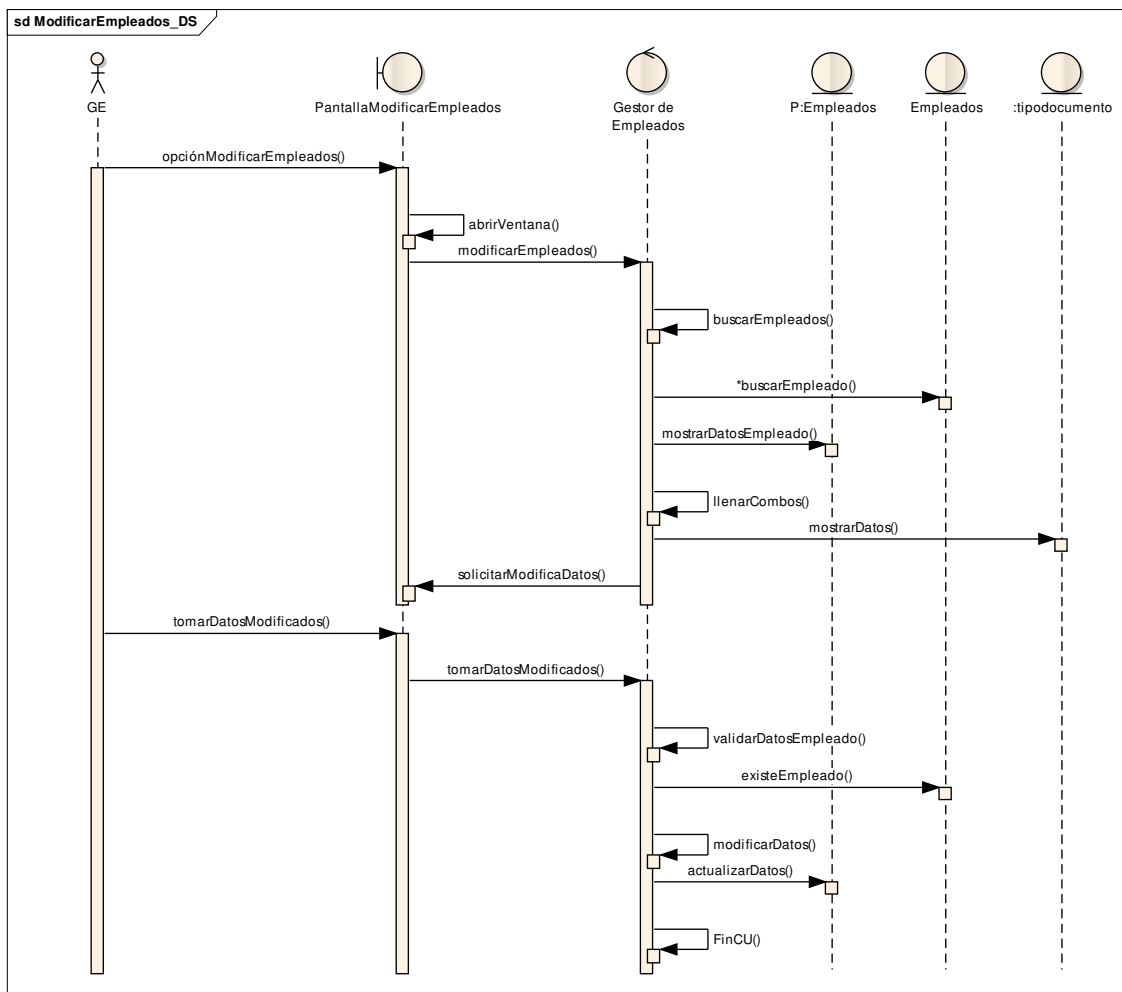 sd ModificarEmpleados_DS
GE
PantallaModificarEmpleados
Gestor de
Empleados
P:Empleados
Empleados
:tipodocumento
opciónModificarEmpleados()
abrirVentana()
modificarEmpleados()
buscarEmpleados()
*buscarEmpleado()
mostrarDatosEmpleado()
llenarCombos()
mostrarDatos()
solicitarModificaDatos()
tomarDatosModificados()
tomarDatosModificados()
validarDatosEmpleado()
existeEmpleado()
modificarDatos()
actualizarDatos()
FinCU()